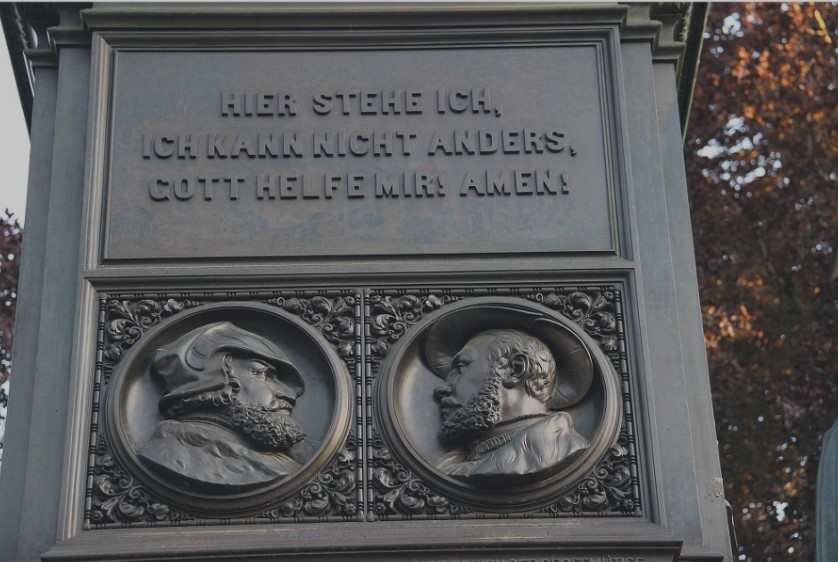 HIER STEHE ICH,
ICH KANN NICHT ANDERS,
GOTT HELFE MIR! AMEN!